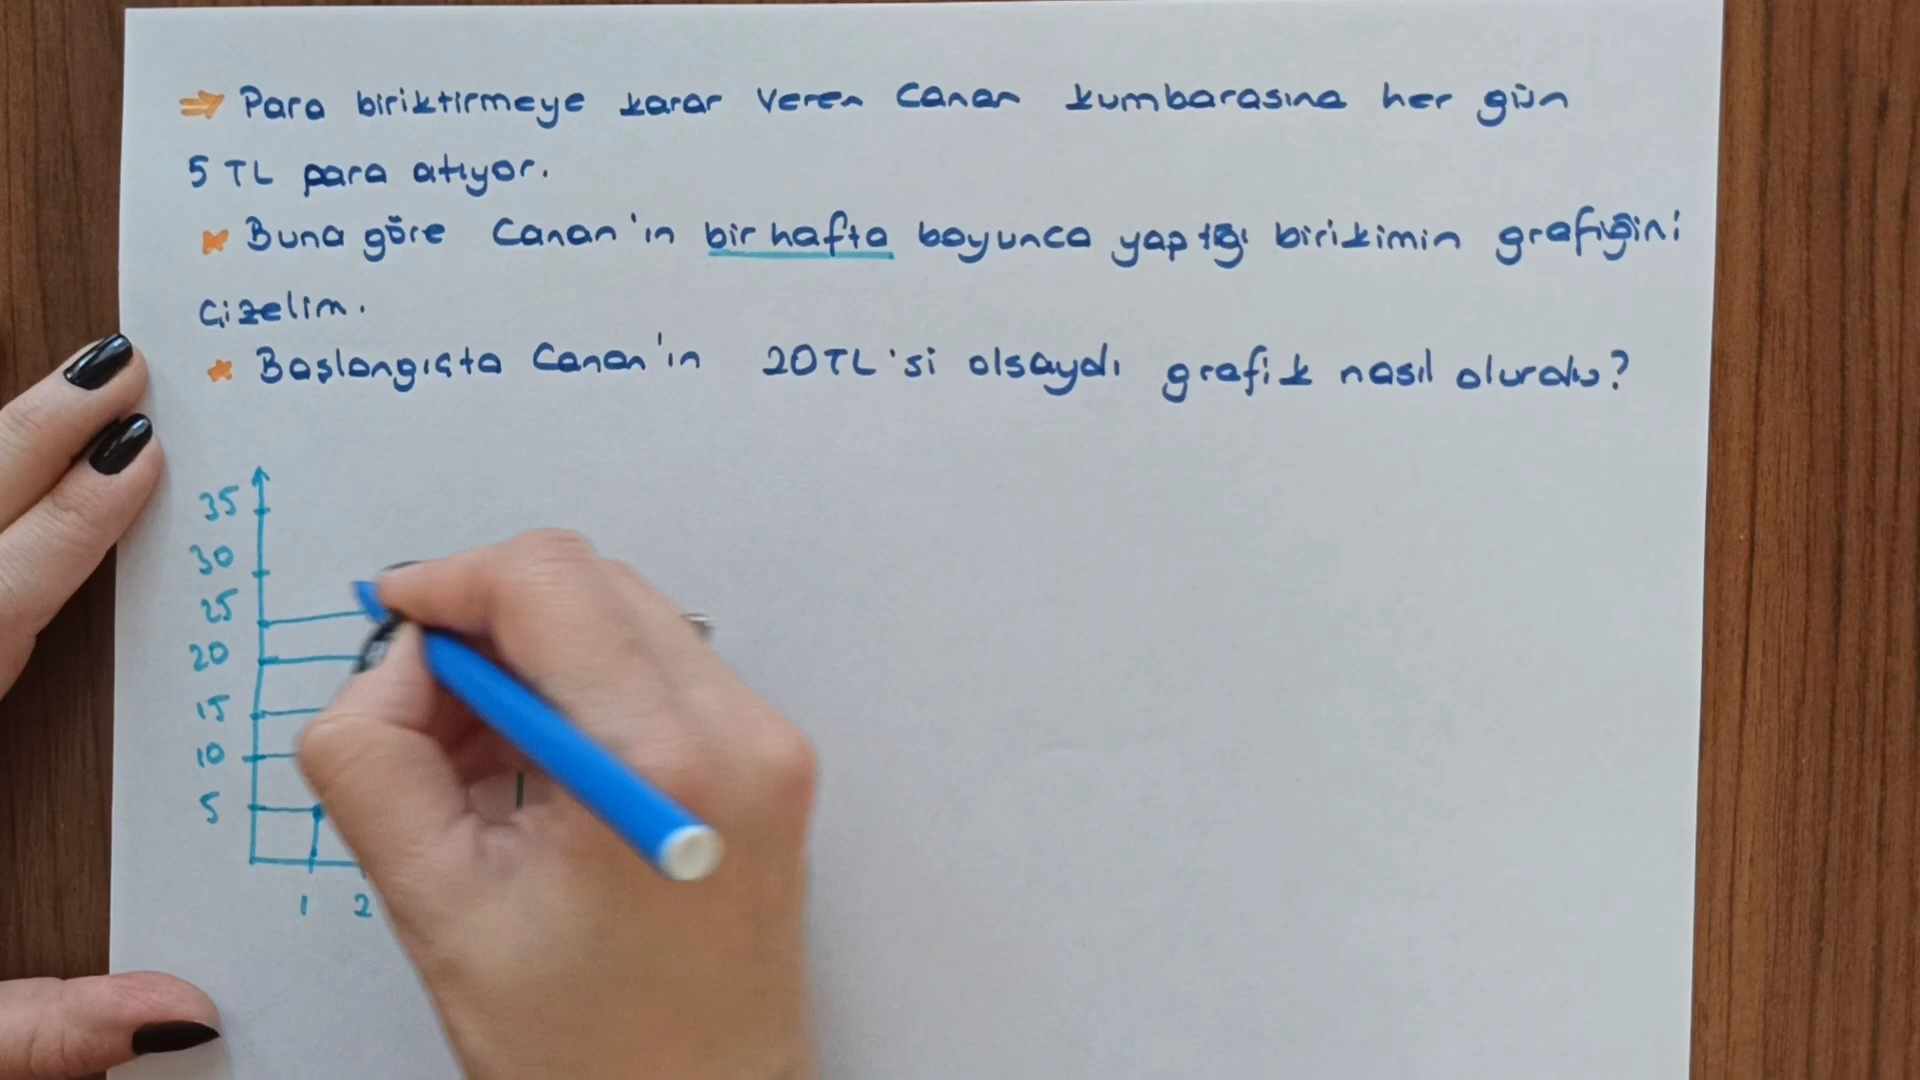 ⇒ Para biriktirmeye karar veren Canan kumbarasına her gün
5 TL para atıyor.
* Buna göre Canan'ın bir hafta boyunca yaptığı birikimin grafiğini
çizelim.
* Başlangıçta Canan'ın 20TL'si olsaydı grafik nasıl olurdu?
35
30
25
20
15
10
5
1 2